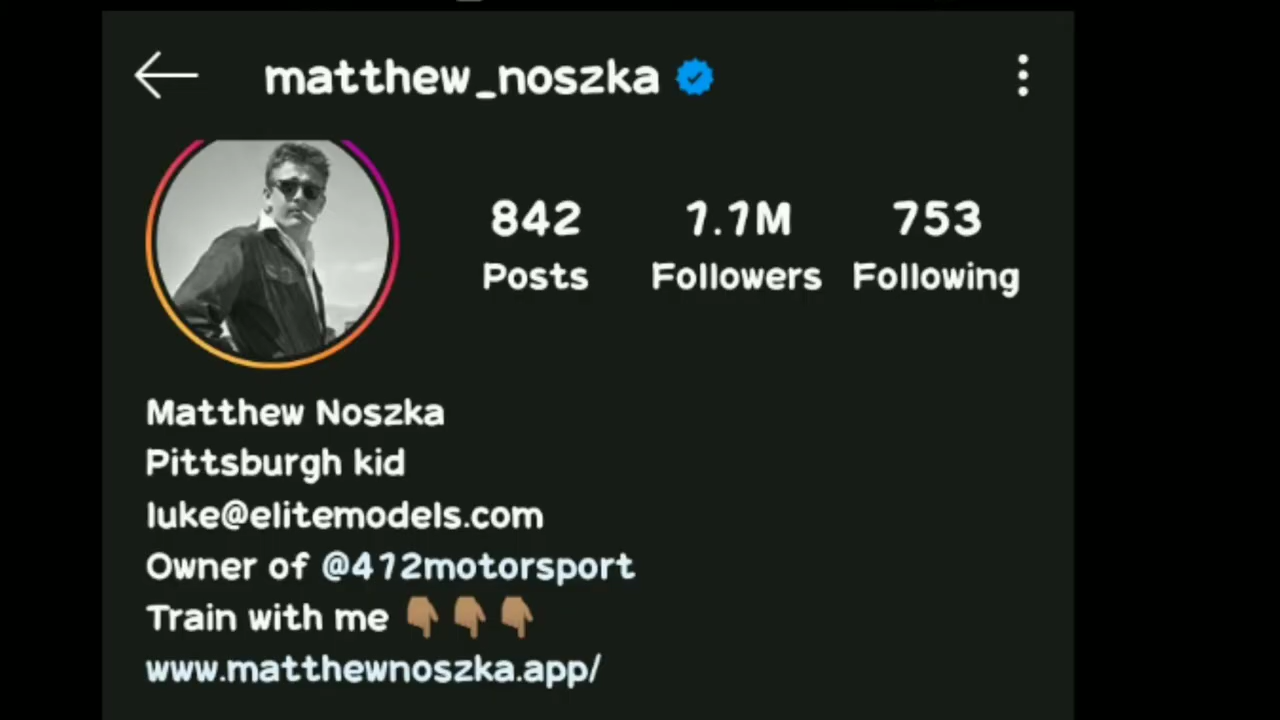 matthew_noszka
842 1.1M 753
Posts Followers Following
Matthew Noszka
Pittsburgh kid
luke@elitemodels.com
Owner of @412motorsport
Train with me 👇🏽👇🏽👇🏽
www.matthewnoszka.app/